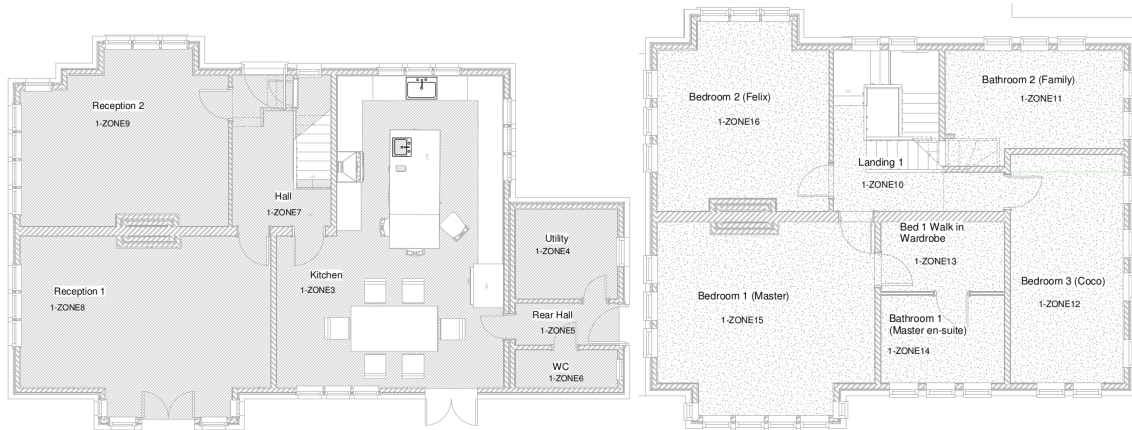 Reception 2
1-ZONE9
Hall
1-ZONE7
Reception 1
1-ZONE8
Kitchen
1-ZONE3
Utility
1-ZONE4
Rear Hall
1-ZONE5
WC
1-ZONE6
Bedroom 2 (Felix)
1-ZONE16
Bathroom 2 (Family)
1-ZONE11
Landing 1
1-ZONE10
Bed 1 Walk in
Wardrobe
1-ZONE13
Bedroom 1 (Master)
1-ZONE15
Bedroom 3 (Coco)
1-ZONE12
Bathroom 1
(Master en-suite)
1-ZONE14